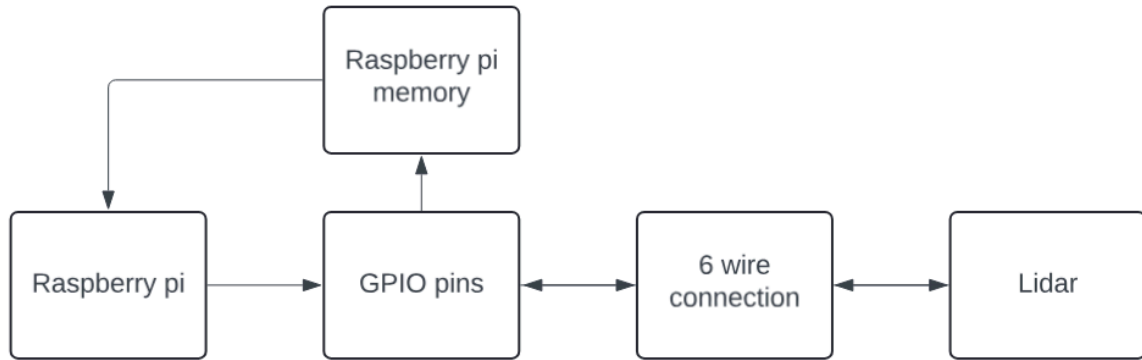 Raspberry pi
memory
Raspberry pi
GPIO pins
6 wire
connection
Lidar